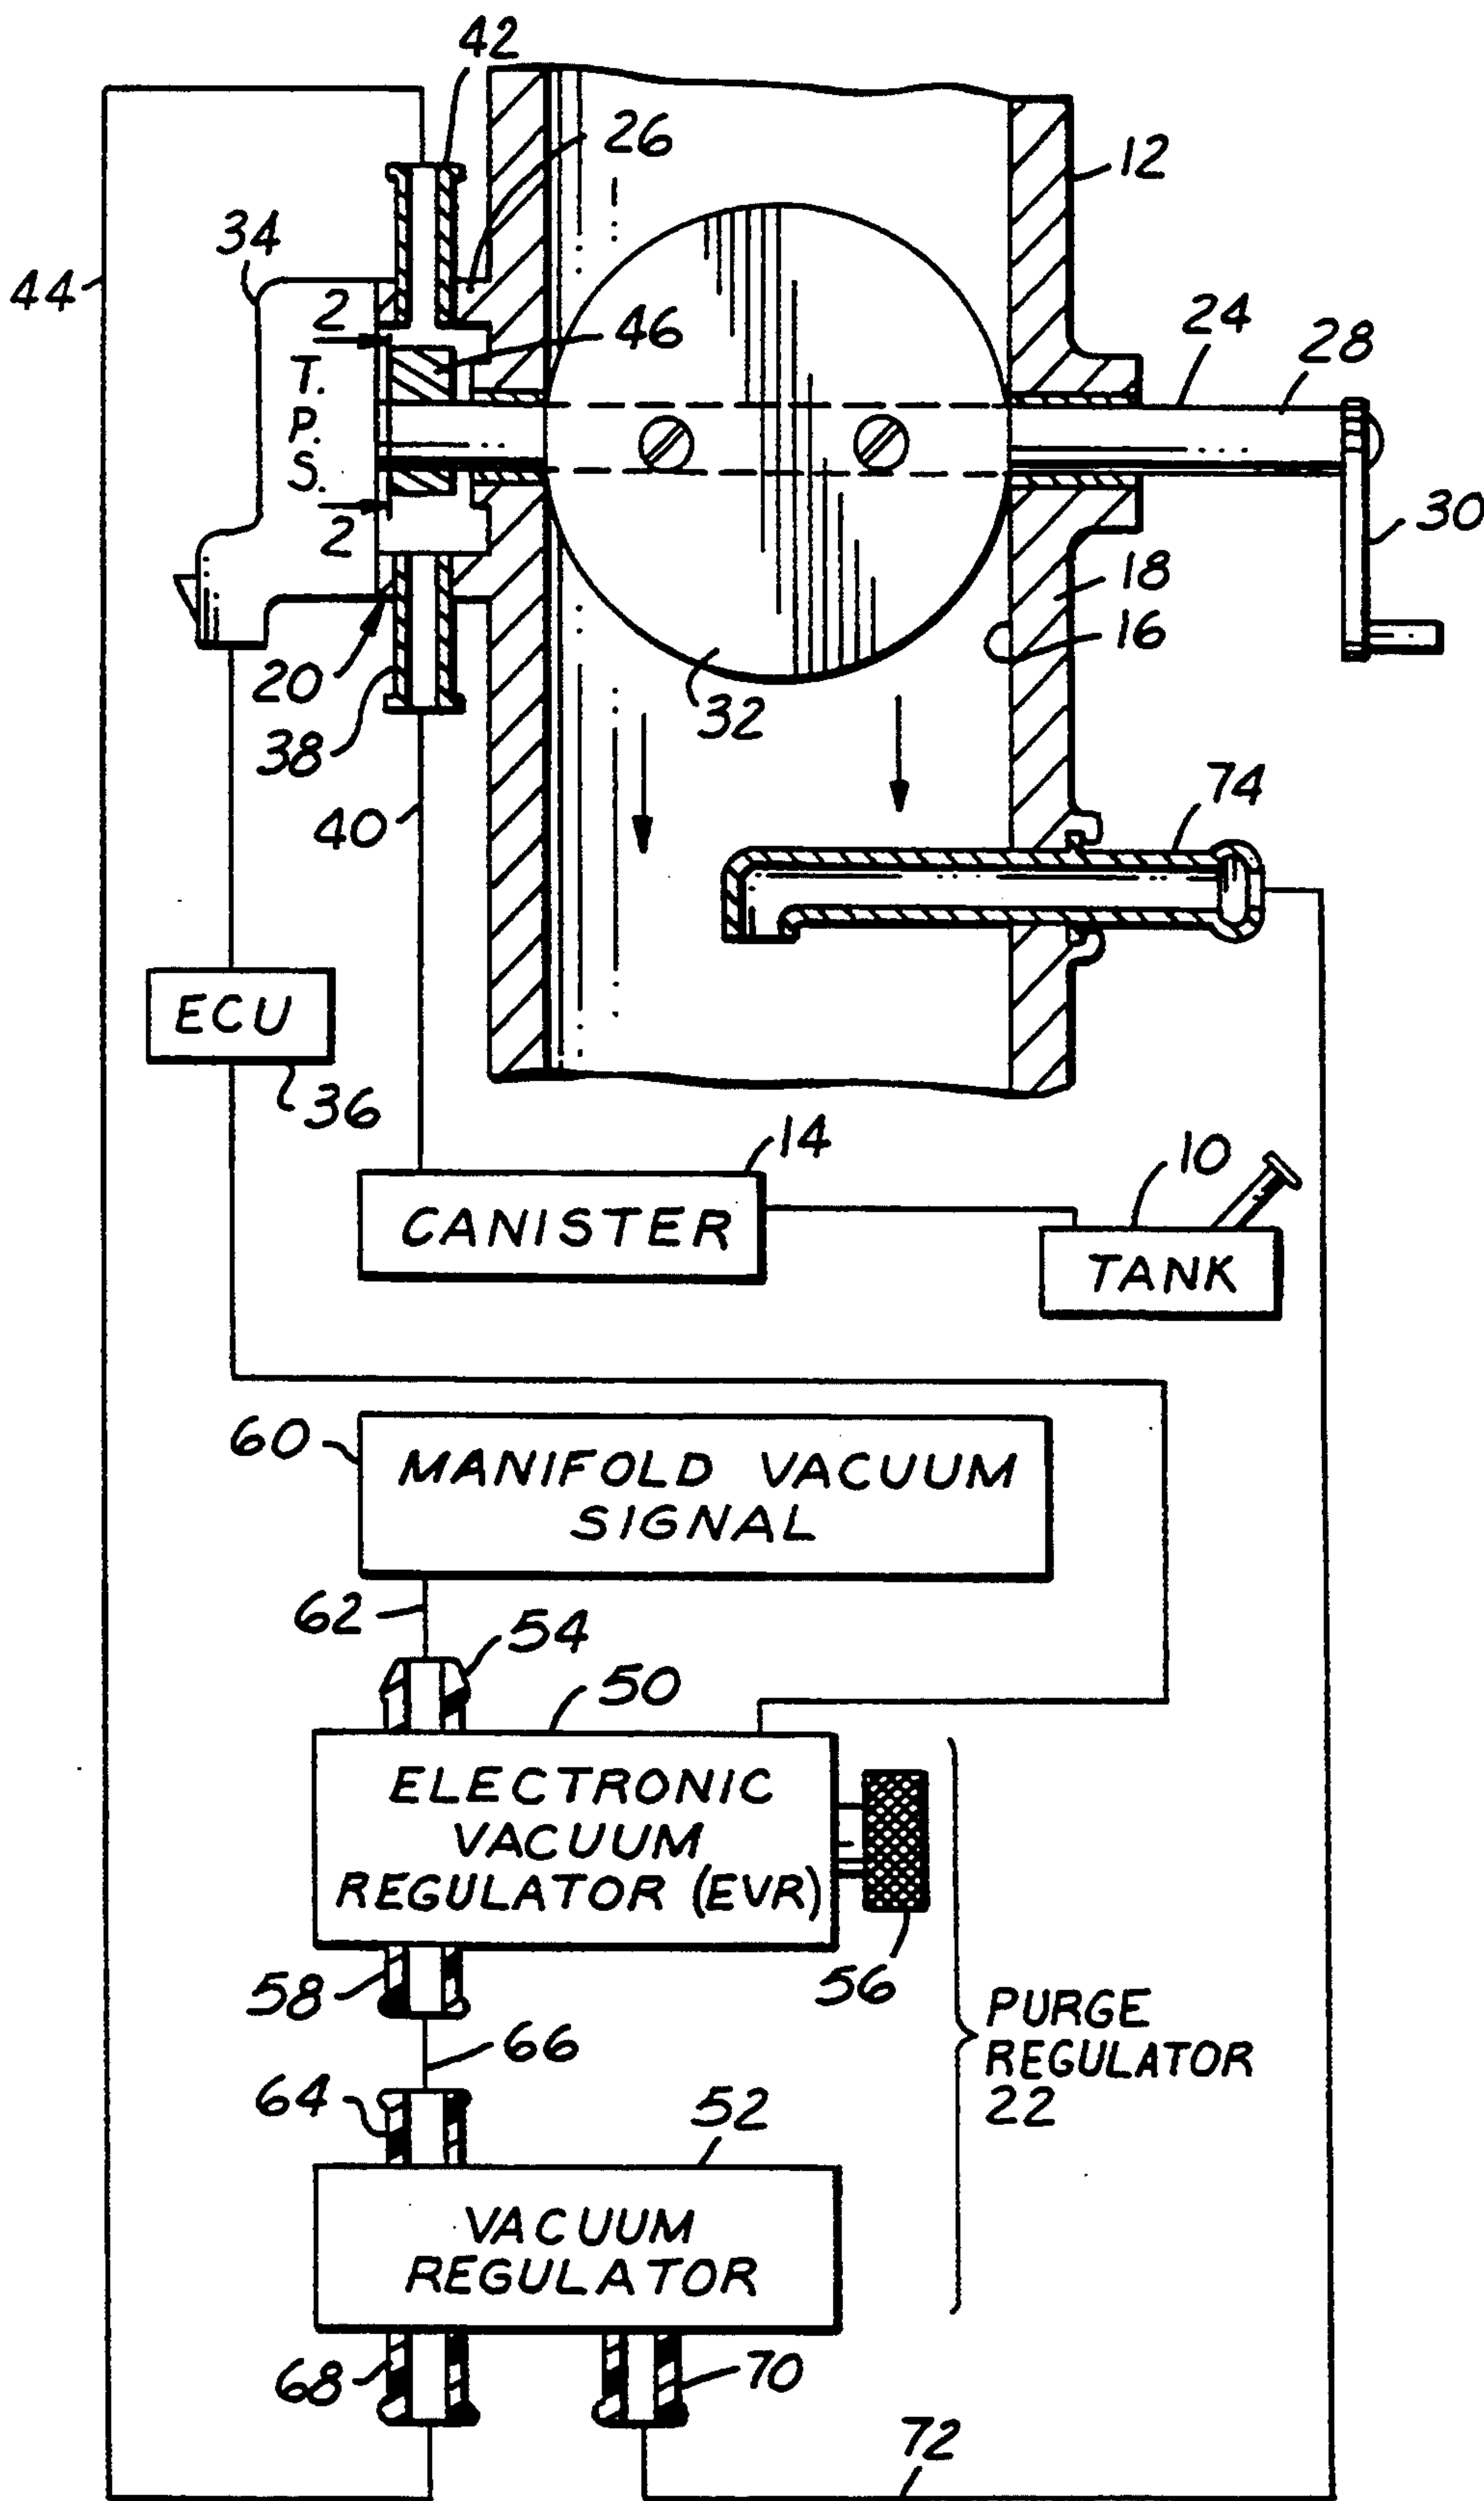 42
26
12
34
44
2
T.
P.
S.
2
46
24
28
30
18
16
20
38
32
40
74
ECU
36
14
CANISTER
10
TANK
60
MANIFOLD VACUUM
SIGNAL
62
54
50
ELECTRONIC
VACUUM
REGULATOR (EVR)
58
56
66
PURGE
REGULATOR
22
64
52
VACUUM
REGULATOR
68
70
72